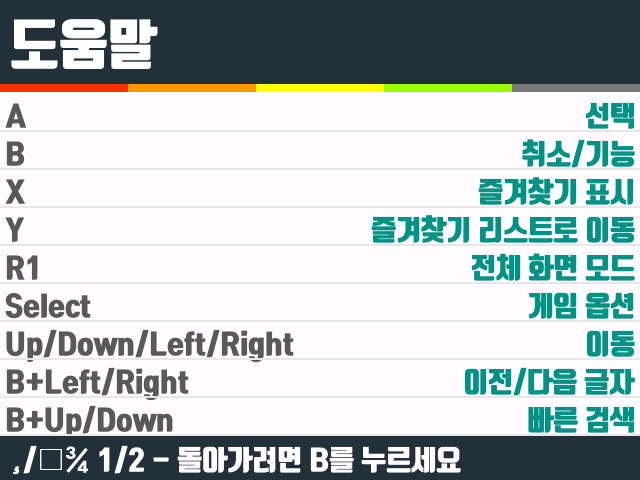 도움말
A 선택
B 취소/기능
X 즐겨찾기 표시
Y 즐겨찾기 리스트로 이동
R1 전체 화면 모드
Select 게임 옵션
Up/Down/Left/Right 이동
B+Left/Right 이전/다음 글자
B+Up/Down 빠른 검색
/□¾ 1/2 - 돌아가려면 B를 누르세요